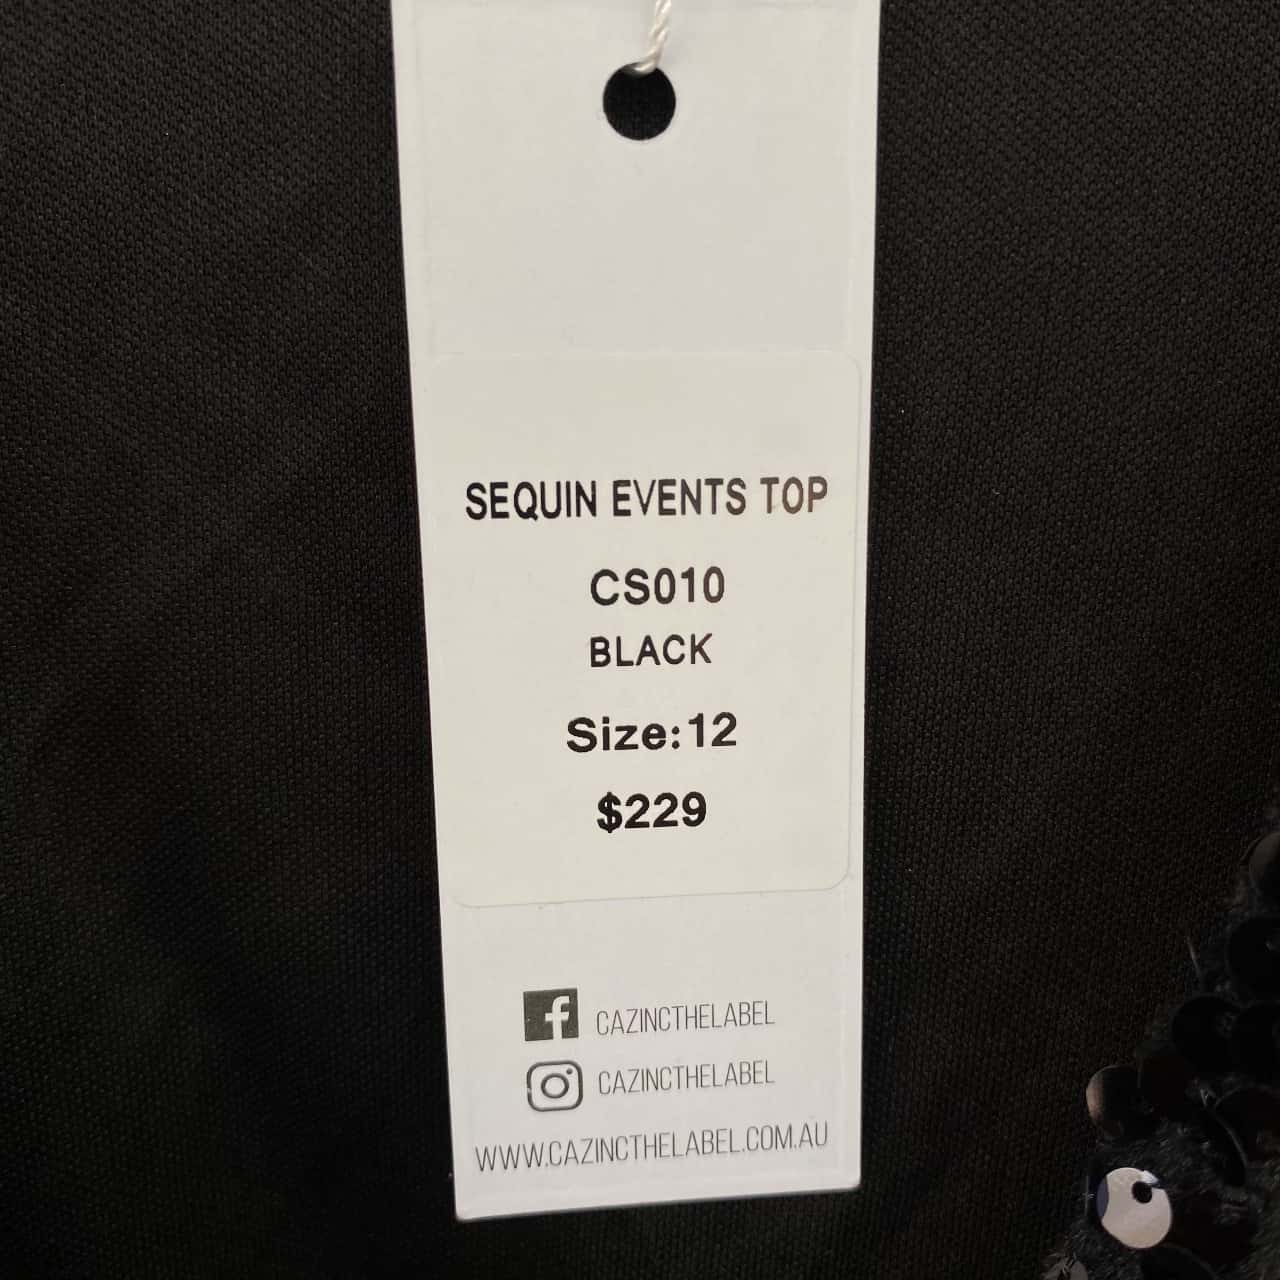 SEQUIN EVENTS TOP
CS010
BLACK
Size:12
$229
CAZINCTHELABEL
CAZINCTHELABEL
WWW.CAZINCTHELABEL.COM.AU